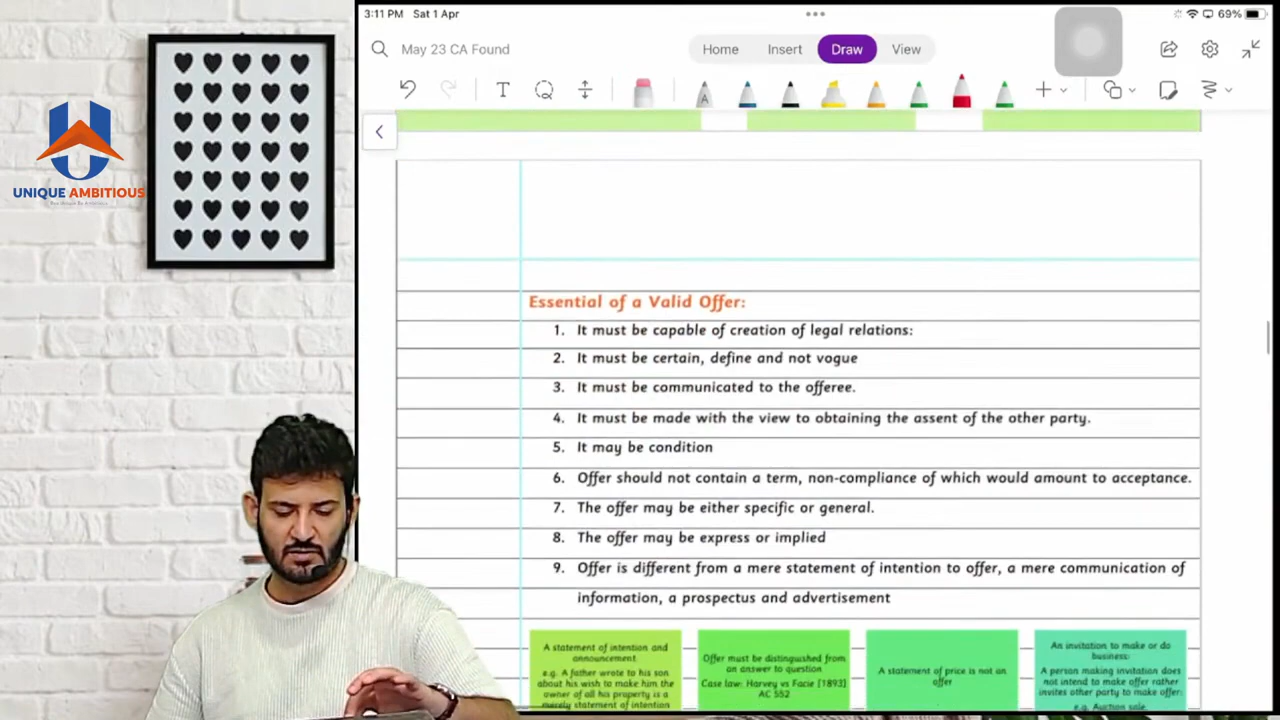 3:11 PM Sat 1 Apr
69%
May 23 CA Found
Home Insert Draw View
UNIQUE AMBITIOUS
Essential of a Valid Offer:
1. It must be capable of creation of legal relations:
2. It must be certain, define and not vogue
3. It must be communicated to the offeree.
4. It must be made with the view to obtaining the assent of the other party.
5. It may be condition
6. Offer should not contain a term, non-compliance of which would amount to acceptance.
7. The offer may be either specific or general.
8. The offer may be express or implied
9. Offer is different from a mere statement of intention to offer, a mere communication of
information, a prospectus and advertisement
A statement of intention and
announcement.
e.g. A father wrote to his son
about his wish to make him the
owner of all his property is a
merely statement of intention
Offer must be distinguished from
an answer to question
Case law: Harvey vs Facie [1893]
AC 552
A statement of price is not an
offer
An invitation to make or do
business:
A person making invitation does
not intend to make offer rather
invites other party to make offer:
e.g. Auction sale,